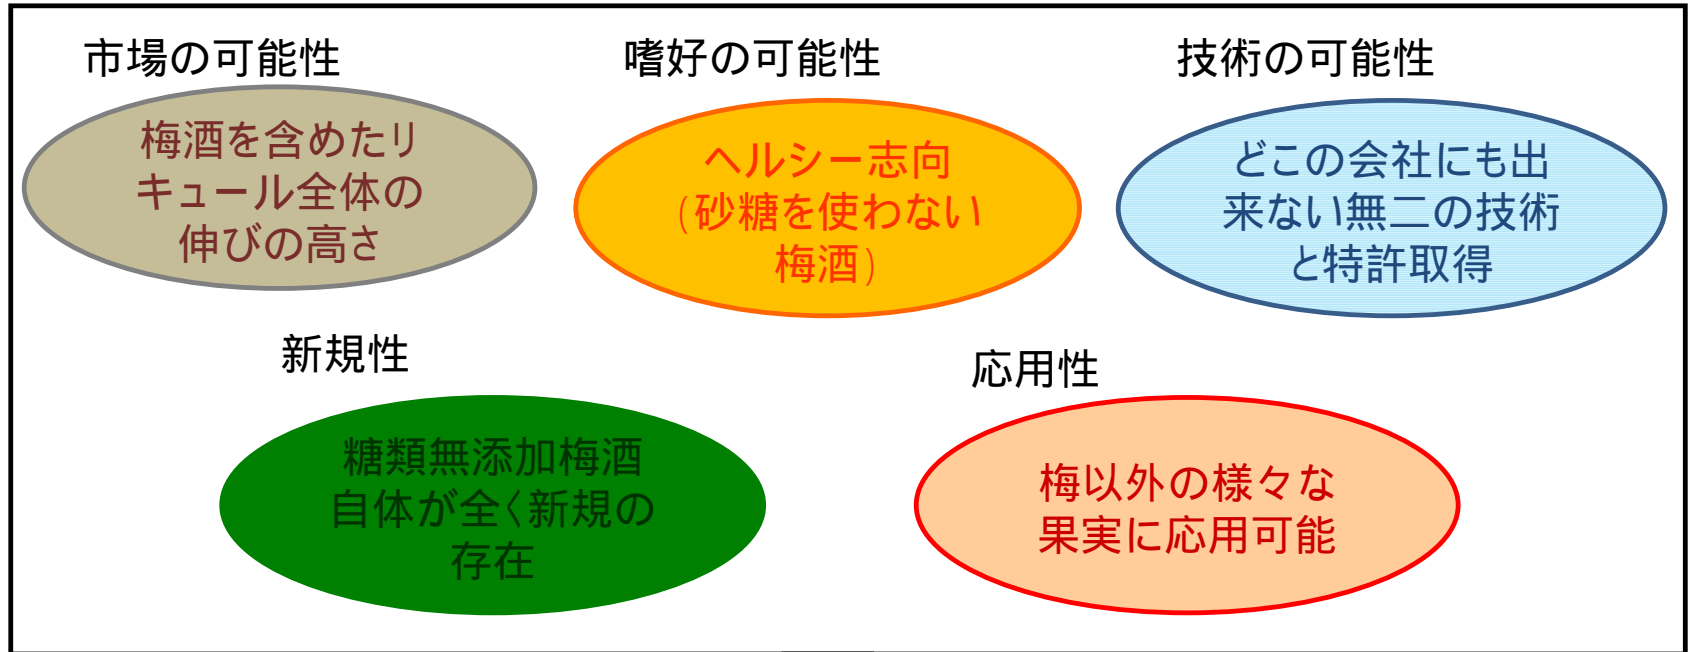 市場の可能性
嗜好の可能性
技術の可能性
梅酒を含めたリ
キュール全体の
伸びの高さ
ヘルシー志向
(砂糖を使わない
梅酒)
どこの会社にも出
来ない無二の技術
と特許取得
新規性
応用性
糖類無添加梅酒
自体が全く新規の
存在
梅以外の様々な
果実に応用可能